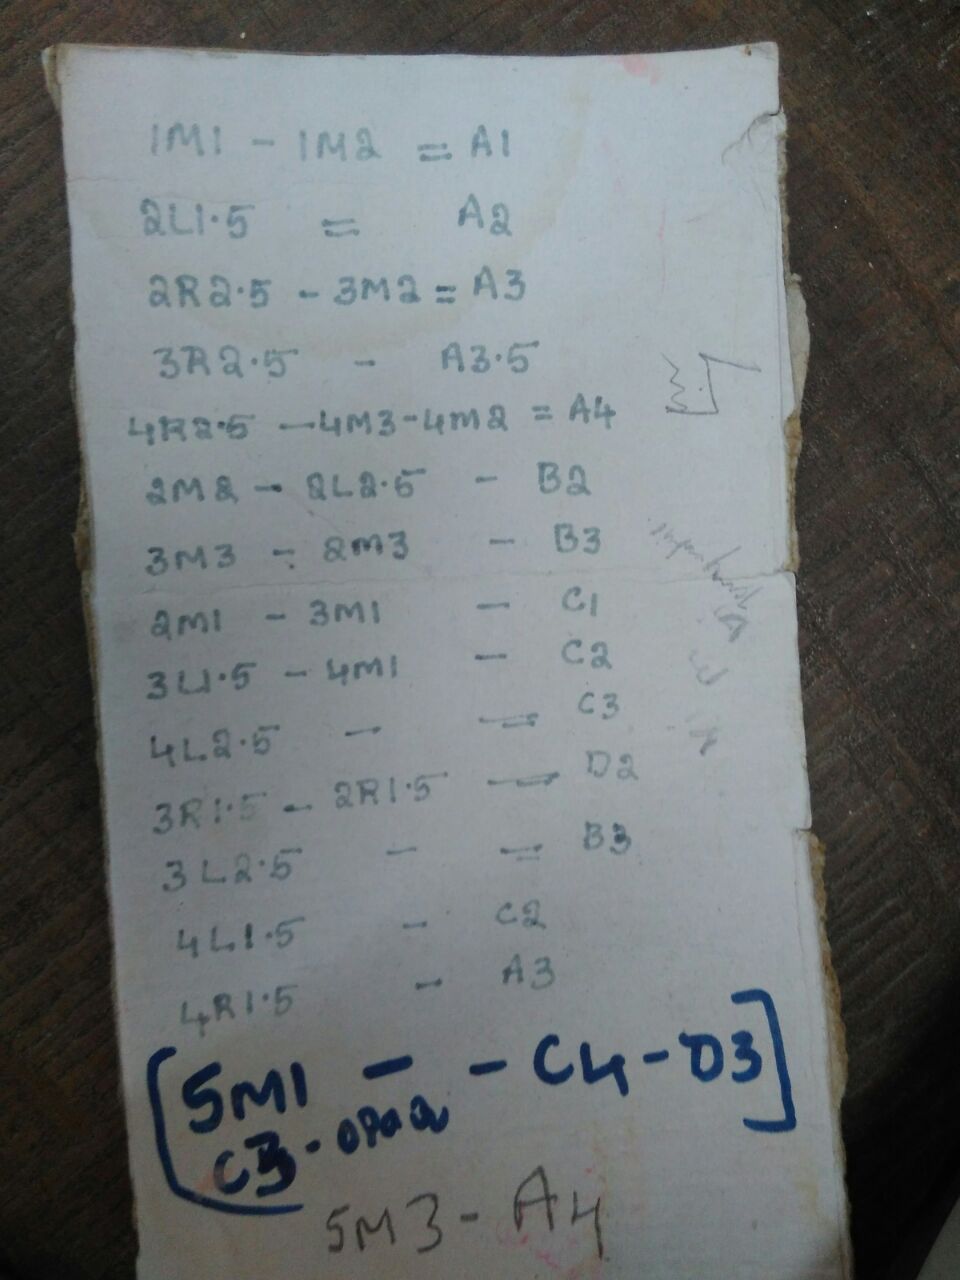 1M1 - 1M2 = A1
2L1.5 = A2
2R2.5 - 3M2 = A3
3R2.5 - A3.5
4R2.5 - 4M3 - 4M2 = A4
2M2 - 2L2.5 - B2
3M3 - 2M3 - B3
2M1 - 3M1 - C1
3L1.5 - 4M1 - C2
4L2.5 - = C3
3R1.5 - 2R1.5 = D2
3L2.5 - = B3
4L1.5 - C2
4R1.5 - A3
[5M1 - - C4 - D3]
C3 - opaq
5M3 - A4